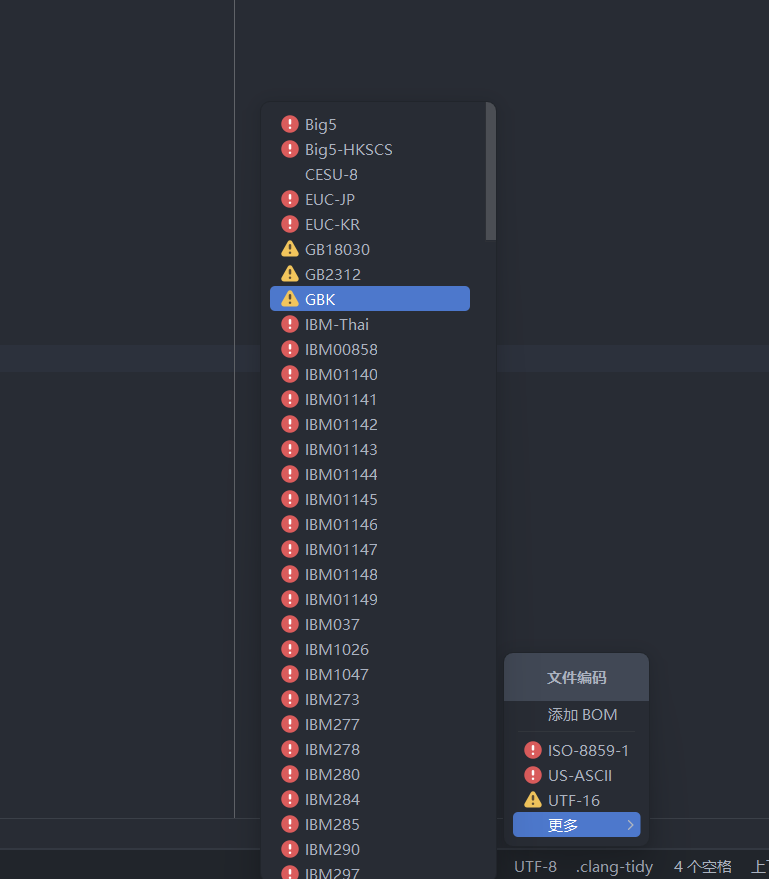 Big5
Big5-HKSCS
CESU-8
EUC-JP
EUC-KR
GB18030
GB2312
GBK
IBM-Thai
IBM00858
IBM01140
IBM01141
IBM01142
IBM01143
IBM01144
IBM01145
IBM01146
IBM01147
IBM01148
IBM01149
IBM037
IBM1026
IBM1047
IBM273
IBM277
IBM278
IBM280
IBM284
IBM285
IBM290
IBM297
文件编码
添加 BOM
ISO-8859-1
US-ASCII
UTF-16
更多
UTF-8 .clang-tidy 4 个空格 上